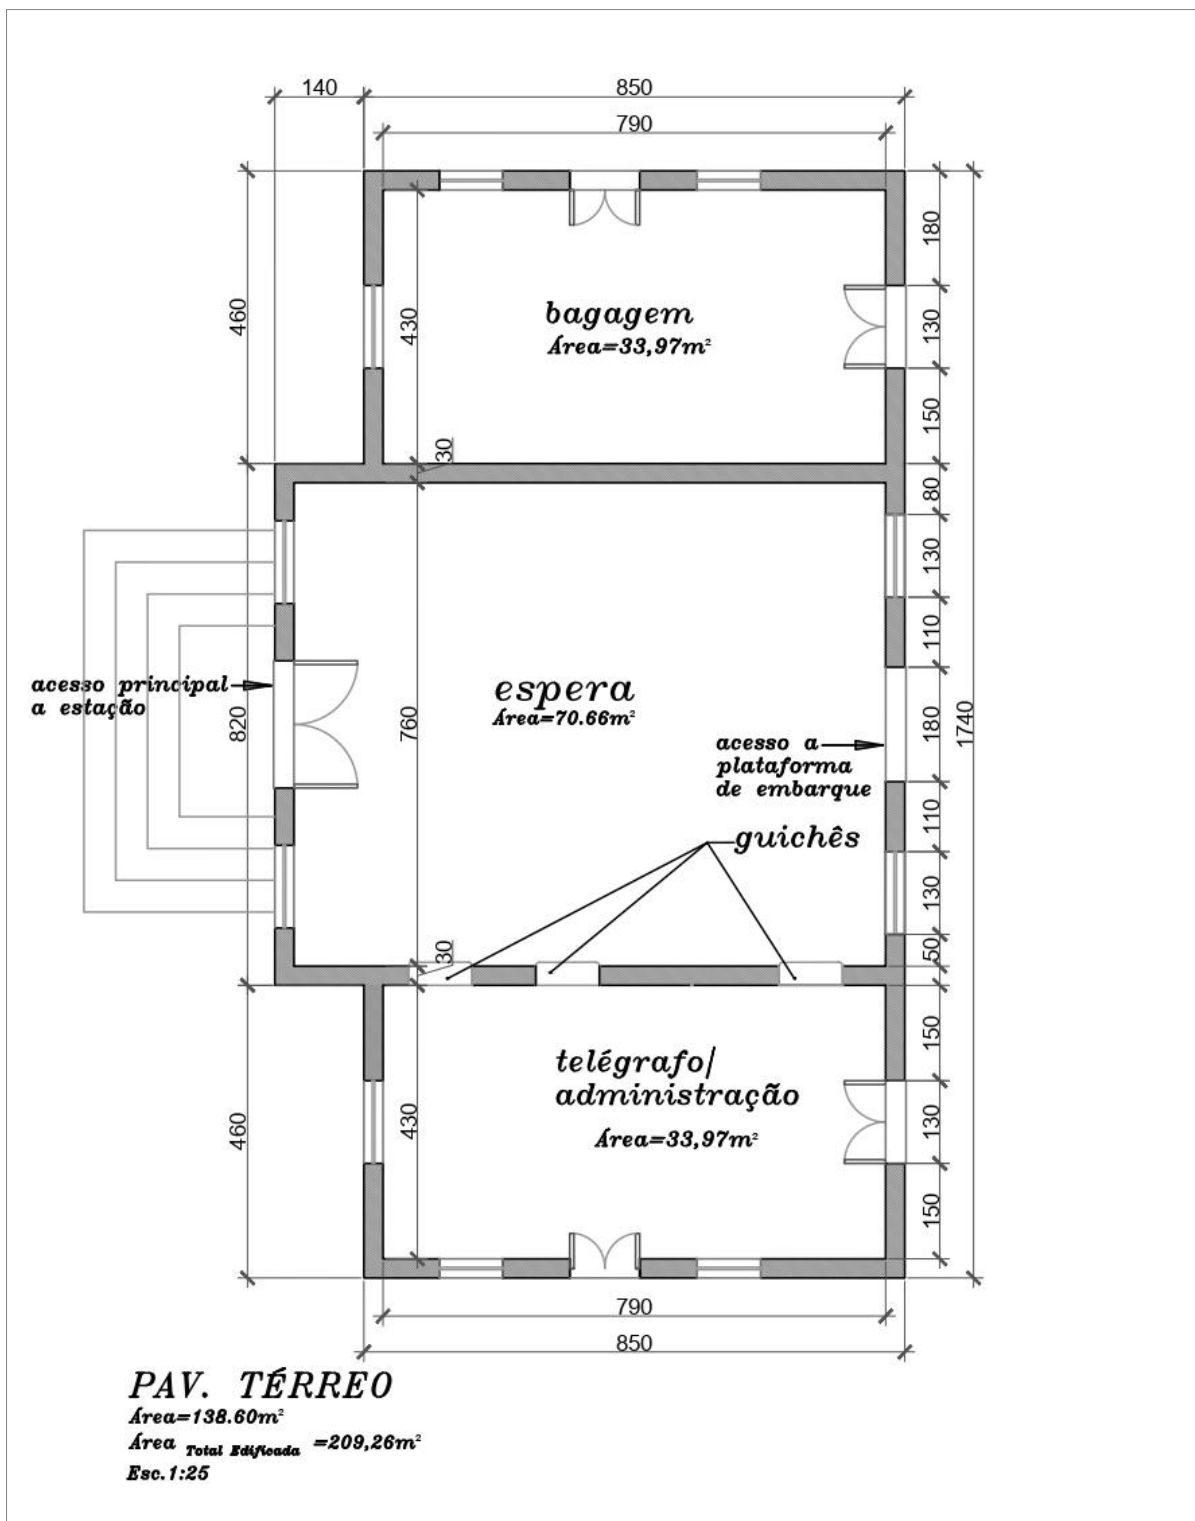 140
850
790
180
460
430
130
bagagem
Área=33,97m²
150
30
80
130
110
acesso principal
a estação
espera
Área=70.66m²
820
760
180
1740
acesso a
plataforma
de embarque
110
guichês
130
30
50
150
telégrafo/
administração
Área=33,97m²
460
430
130
150
790
850
PAV. TÉRREO
Área=138.60m²
Área Total Edificada =209,26m²
Esc.1:25